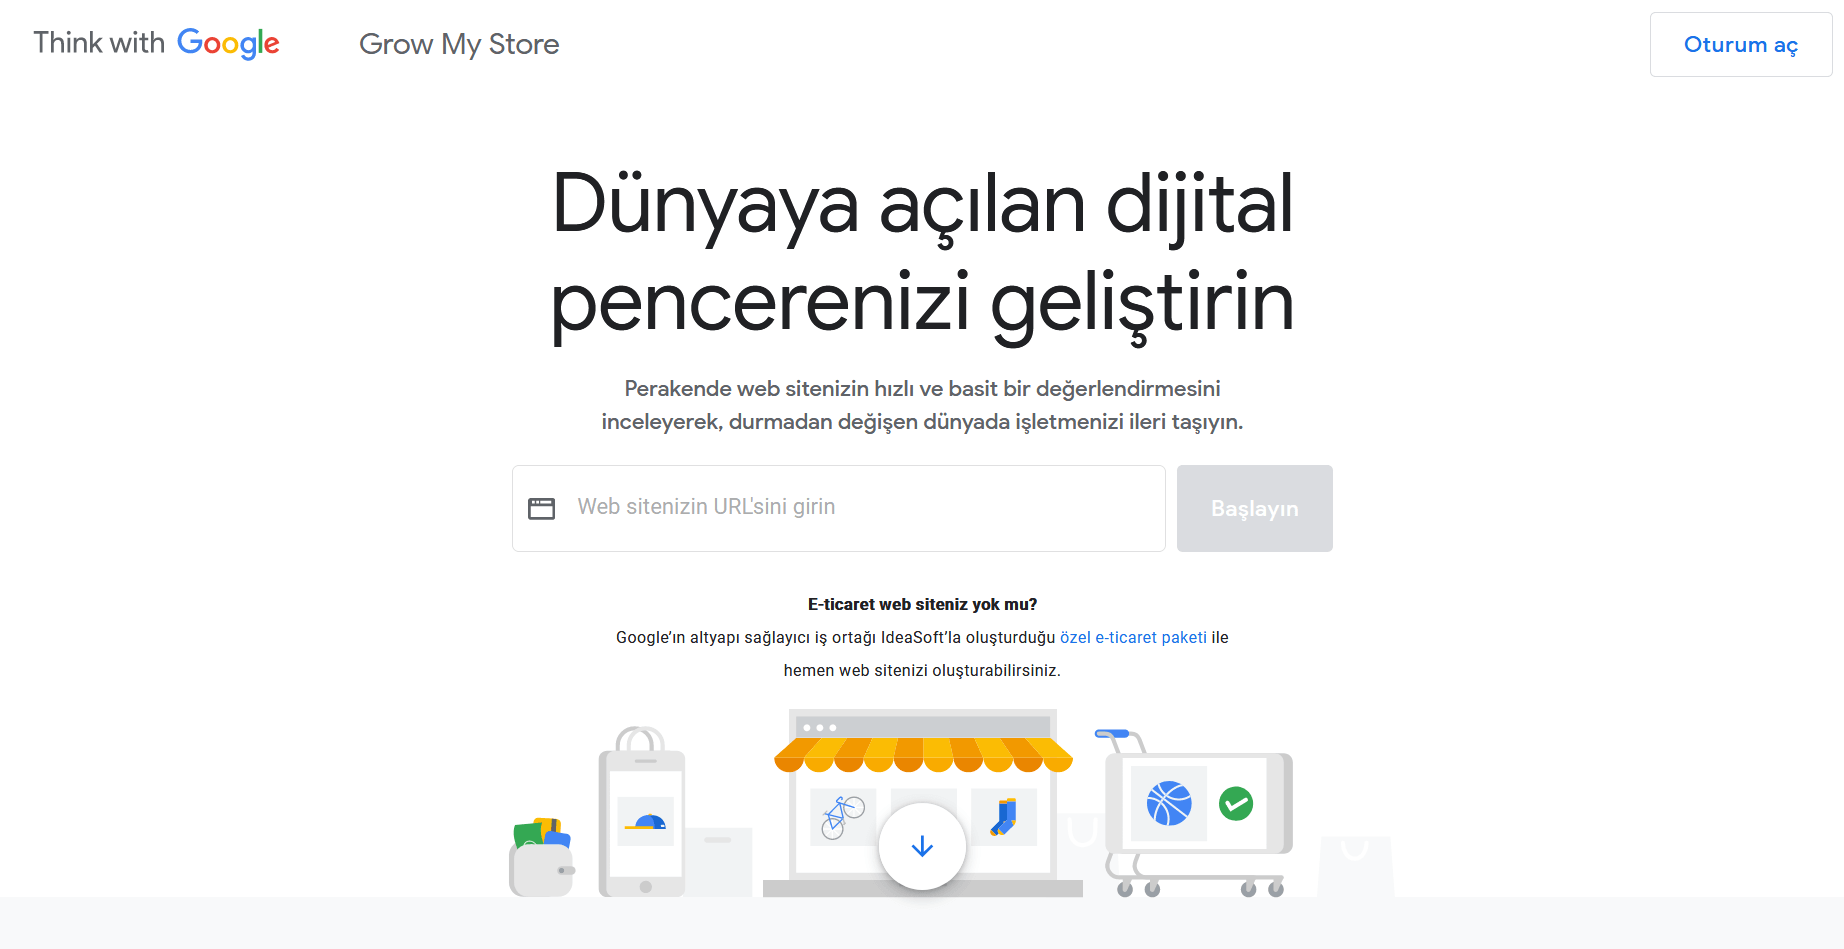 Think with Google
Grow My Store
Oturum aç
Dünyaya açılan dijital
pencerenizi geliştirin
Perakende web sitenizin hızlı ve basit bir değerlendirmesini
inceleyerek, durmadan değişen dünyada işletmenizi ileri taşıyın.
Web sitenizin URL'sini girin
Başlayın
E-ticaret web siteniz yok mu?
Google’ın altyapı sağlayıcı iş ortağı IdeaSoft’la oluşturduğu özel e-ticaret paketi ile
hemen web sitenizi oluşturabilirsiniz.